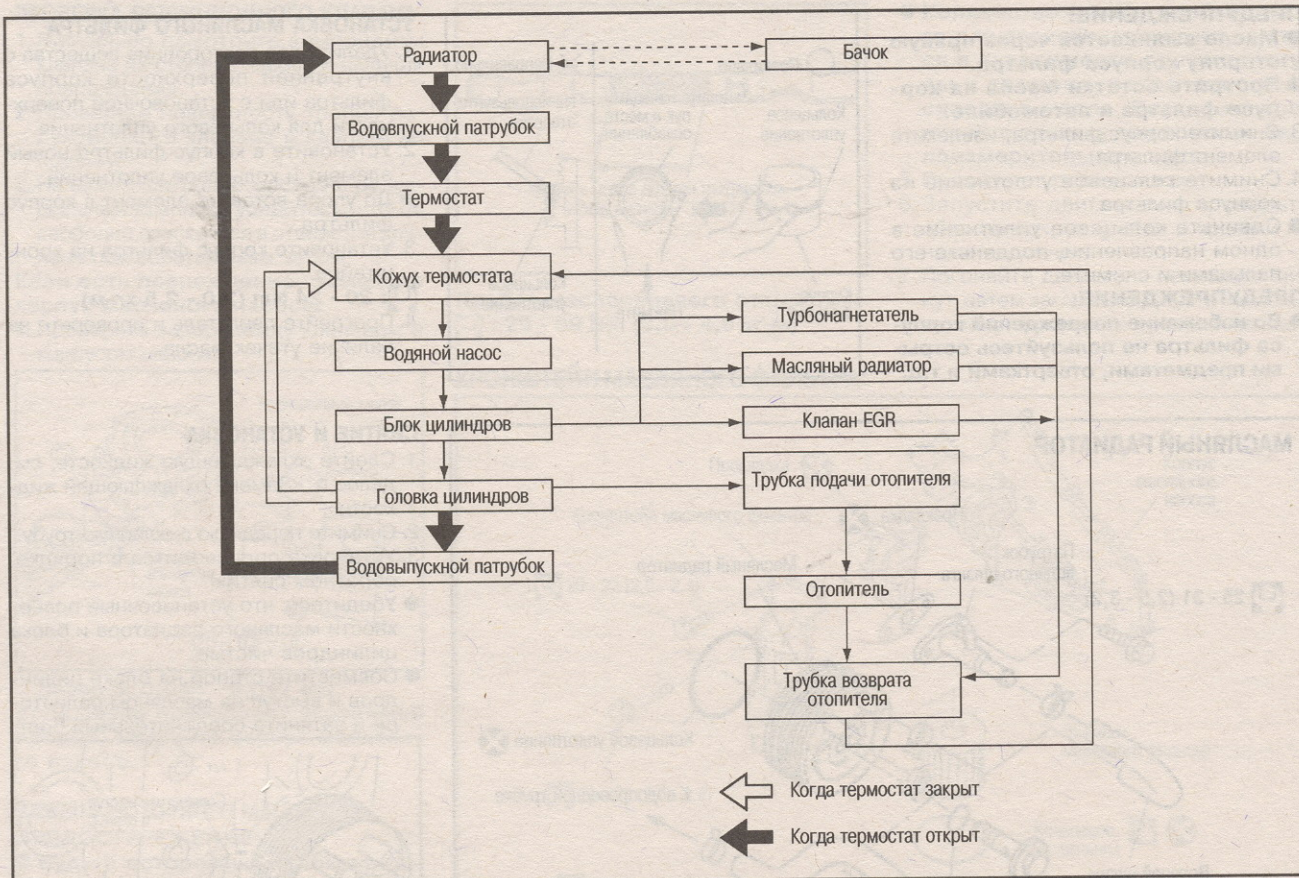 Радиатор
Бачок
Водовпускной патрубок
Термостат
Кожух термостата
Турбонагнетатель
Водяной насос
Масляный радиатор
Блок цилиндров
Клапан EGR
Головка цилиндров
Трубка подачи отопителя
Водовыпускной патрубок
Отопитель
Трубка возврата
отопителя
Когда термостат закрыт
Когда термостат открыт